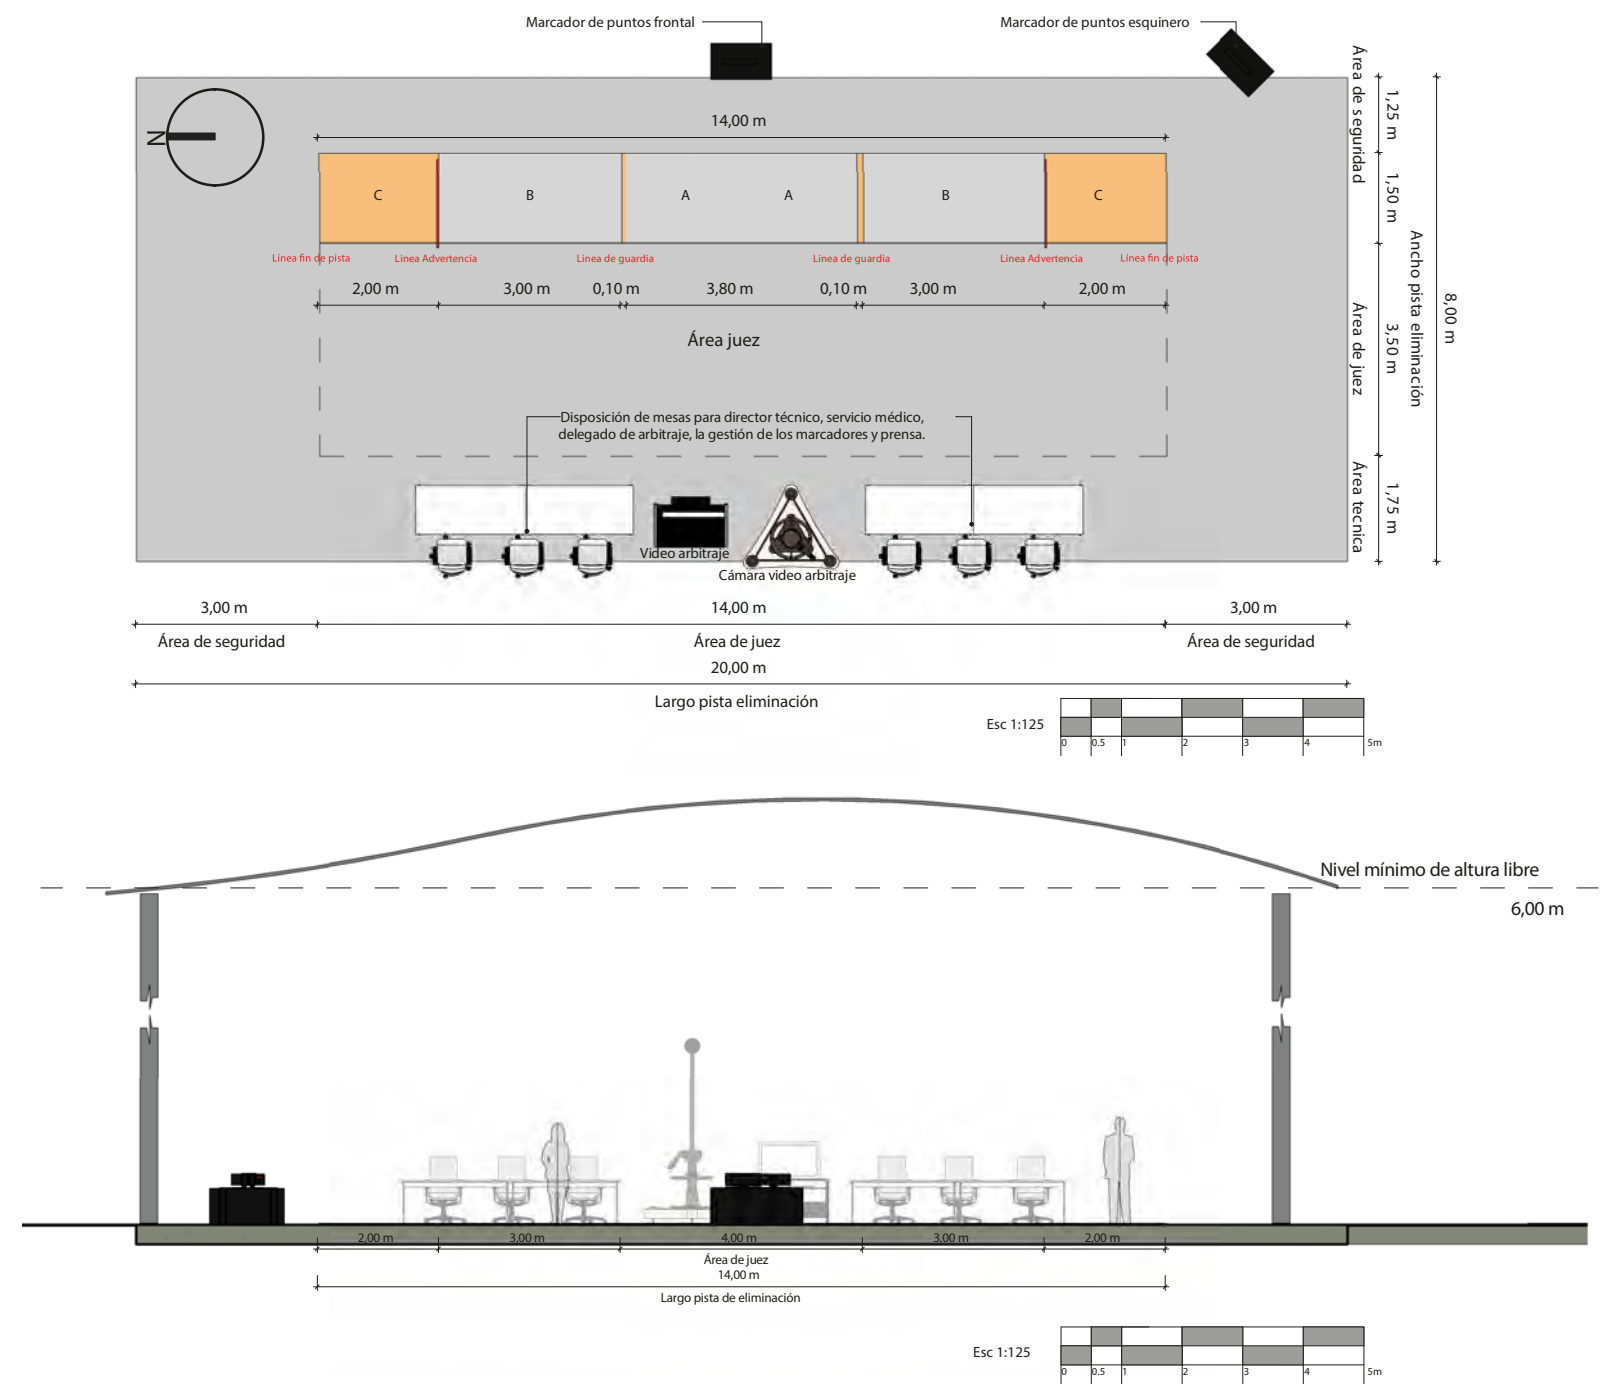 Marcador de puntos frontal
Marcador de puntos esquinero
N
14,00 m
C
B
A
A
B
C
Línea fin de pista
Linea Advertencia
Linea de guardia
Linea de guardia
Linea Advertencia
Línea fin de pista
2,00 m
3,00 m
0,10 m
3,80 m
0,10 m
3,00 m
2,00 m
Área juez
Disposición de mesas para director técnico, servicio médico,
delegado de arbitraje, la gestión de los marcadores y prensa.
Video arbitraje
Cámara video arbitraje
Área de seguridad
1,25 m
1,50 m
Área de juez
3,50 m
Área tecnica
1,75 m
Ancho pista eliminación
8,00 m
3,00 m
14,00 m
3,00 m
Área de seguridad
Área de juez
Área de seguridad
20,00 m
Largo pista eliminación
Esc 1:125
0 0.5 1 2 3 4 5m
Nivel mínimo de altura libre
6,00 m
2,00 m
3,00 m
4,00 m
3,00 m
2,00 m
Área de juez
14,00 m
Largo pista de eliminación
Esc 1:125
0 0.5 1 2 3 4 5m